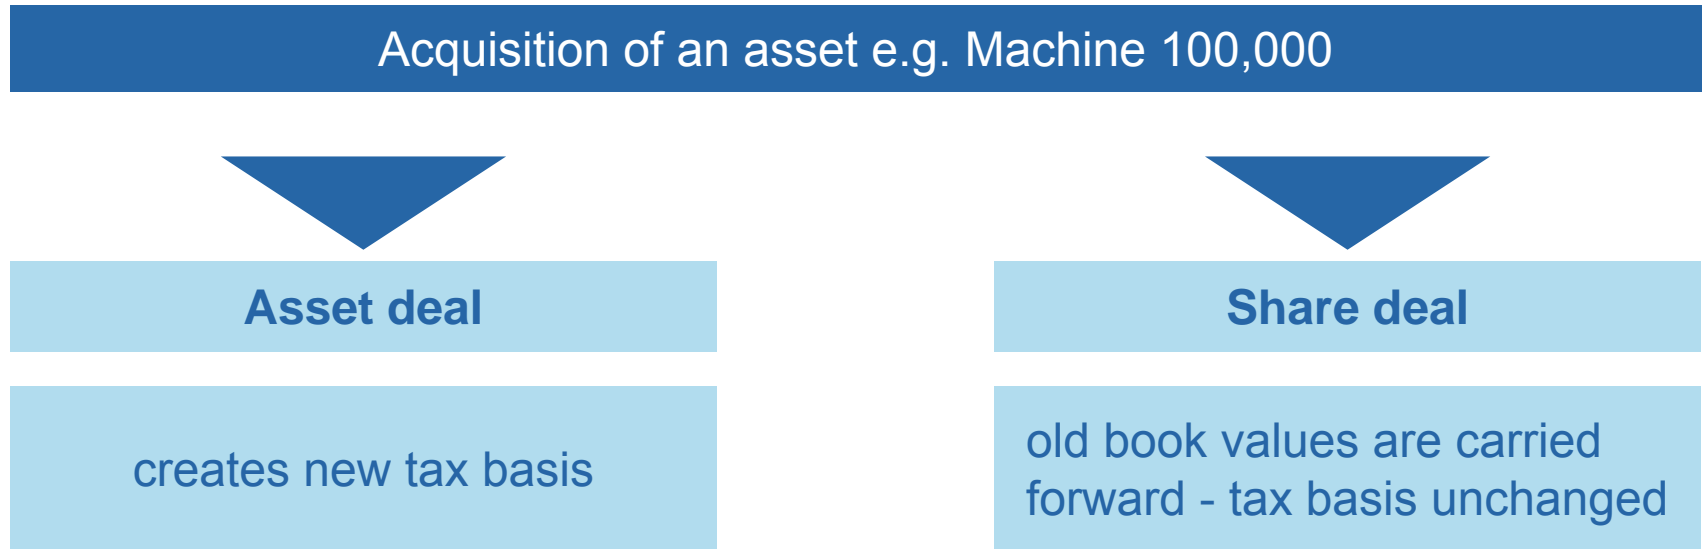 Acquisition of an asset e.g. Machine 100,000
Asset deal
Share deal
creates new tax basis
old book values are carried
forward - tax basis unchanged